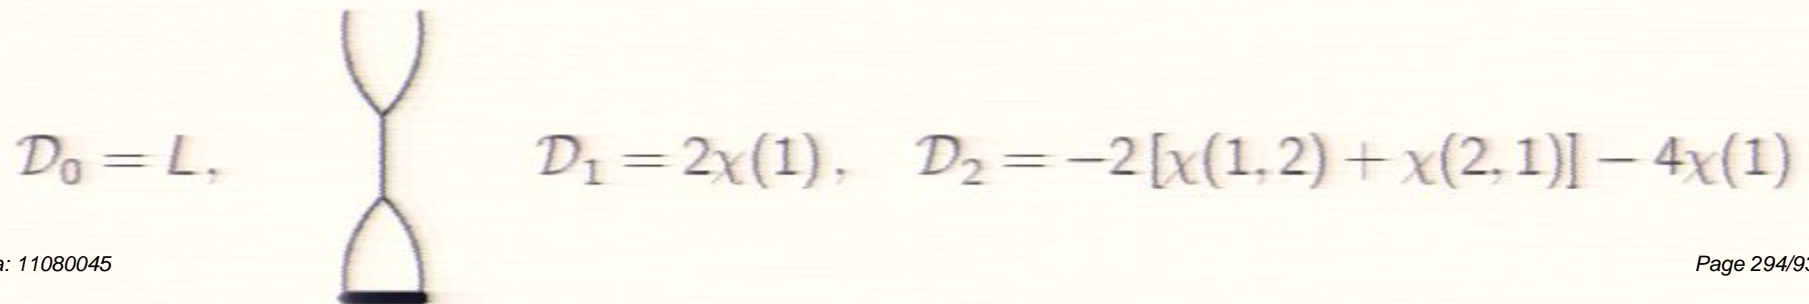 𝒟₀ = L, 𝒟₁ = 2χ(1), 𝒟₂ = −2[χ(1,2) + χ(2,1)] − 4χ(1)
a: 11080045 Page 294/93